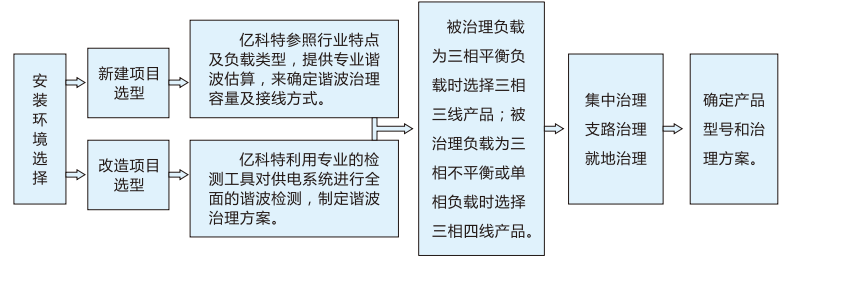 安
装
环
境
选
择
新建项目
选型
亿科特参照行业特点
及负载类型，提供专业谐
波估算，来确定谐波治理
容量及接线方式。
改造项目
选型
亿科特利用专业的检
测工具对供电系统进行全
面的谐波检测，制定谐波
治理方案。
被治理负载
为三相平衡负
载时选择三相
三线产品；被
治理负载为三
相不平衡或单
相负载时选择
三相四线产品。
集中治理
支路治理
就地治理
确定产品
型号和治
理方案。